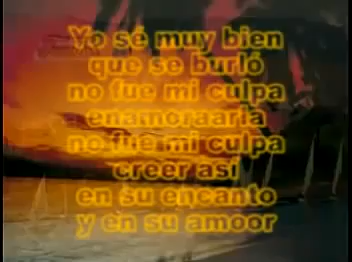 Yo sé muy bien
que se burló
no fue mi culpa
enamoraarla
no fue mi culpa
creer así
en su encanto
y en su amoor